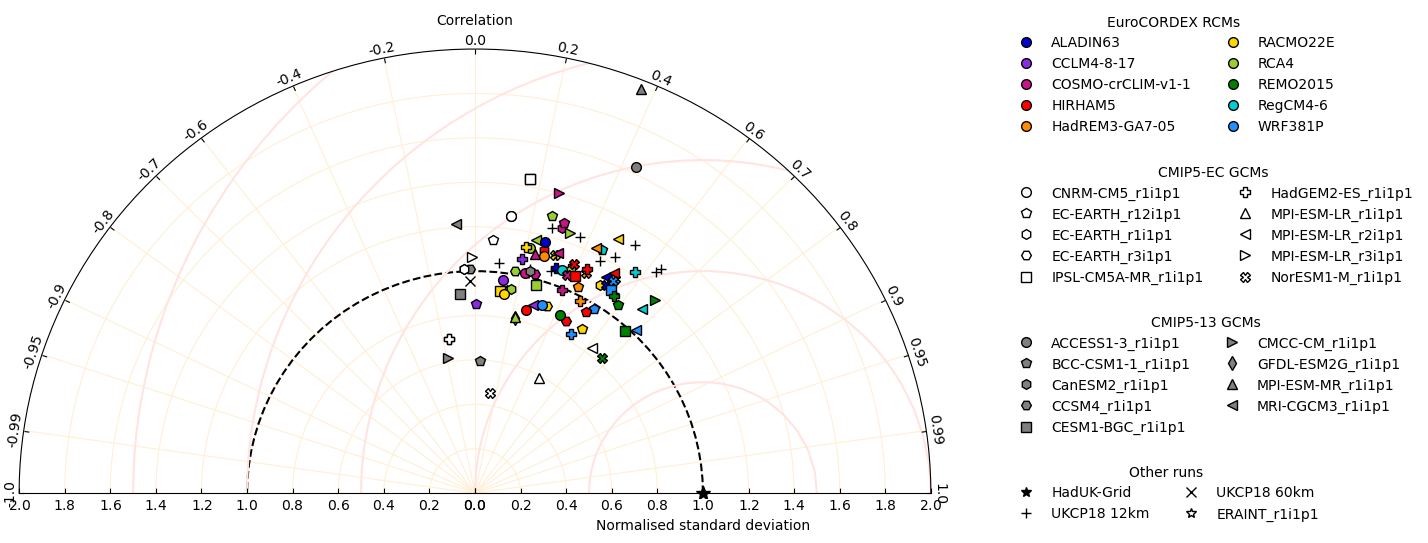 Correlation
0.0
-0.2 0.2
-0.4 0.4
-0.6 0.6
-0.7 0.7
-0.8 0.8
-0.9 0.9
-0.95 0.95
-0.99 0.99
1.0 1.0
2.0 1.8 1.6 1.4 1.2 1.0 0.8 0.6 0.4 0.2 0.0 0.2 0.4 0.6 0.8 1.0 1.2 1.4 1.6 1.8 2.0
Normalised standard deviation
EuroCORDEX RCMs
ALADIN63 RACMO22E
CCLM4-8-17 RCA4
COSMO-crCLIM-v1-1 REMO2015
HIRHAM5 RegCM4-6
HadREM3-GA7-05 WRF381P
CMIP5-EC GCMs
CNRM-CM5_r1i1p1 HadGEM2-ES_r1i1p1
EC-EARTH_r12i1p1 MPI-ESM-LR_r1i1p1
EC-EARTH_r1i1p1 MPI-ESM-LR_r2i1p1
EC-EARTH_r3i1p1 MPI-ESM-LR_r3i1p1
IPSL-CM5A-MR_r1i1p1 NorESM1-M_r1i1p1
CMIP5-13 GCMs
ACCESS1-3_r1i1p1 CMCC-CM_r1i1p1
BCC-CSM1-1_r1i1p1 GFDL-ESM2G_r1i1p1
CanESM2_r1i1p1 MPI-ESM-MR_r1i1p1
CCSM4_r1i1p1 MRI-CGCM3_r1i1p1
CESM1-BGC_r1i1p1
Other runs
HadUK-Grid UKCP18 60km
UKCP18 12km ERAINT_r1i1p1